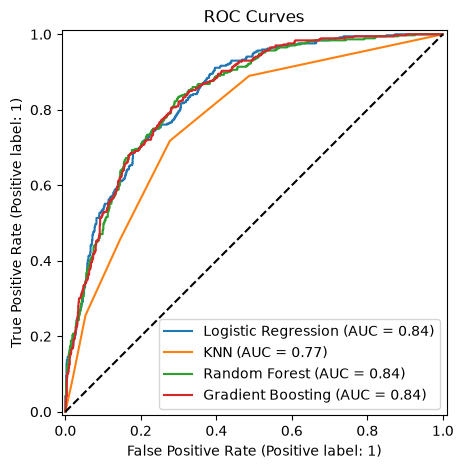 ROC Curves
True Positive Rate (Positive label: 1)
1.0
0.8
0.6
0.4
0.2
0.0
Logistic Regression (AUC = 0.84)
KNN (AUC = 0.77)
Random Forest (AUC = 0.84)
Gradient Boosting (AUC = 0.84)
0.0 0.2 0.4 0.6 0.8 1.0
False Positive Rate (Positive label: 1)